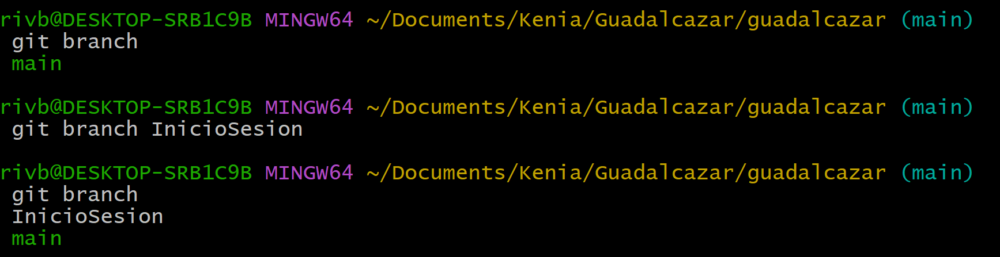 rivb@DESKTOP-SRB1C9B MINGW64 ~/Documents/Kenia/Guadalcazar/guadalcazar (main)
git branch
main
rivb@DESKTOP-SRB1C9B MINGW64 ~/Documents/Kenia/Guadalcazar/guadalcazar (main)
git branch InicioSesion
rivb@DESKTOP-SRB1C9B MINGW64 ~/Documents/Kenia/Guadalcazar/guadalcazar (main)
git branch
InicioSesion
main